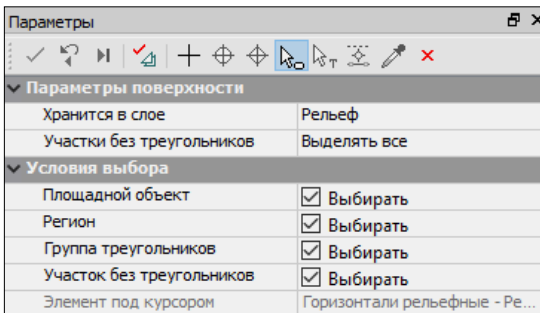 Параметры
Параметры поверхности
Хранится в слое Рельеф
Участки без треугольников Выделять все
Условия выбора
Площадной объект Выбирать
Регион Выбирать
Группа треугольников Выбирать
Участок без треугольников Выбирать
Элемент под курсором Горизонтали рельефные - Ре...